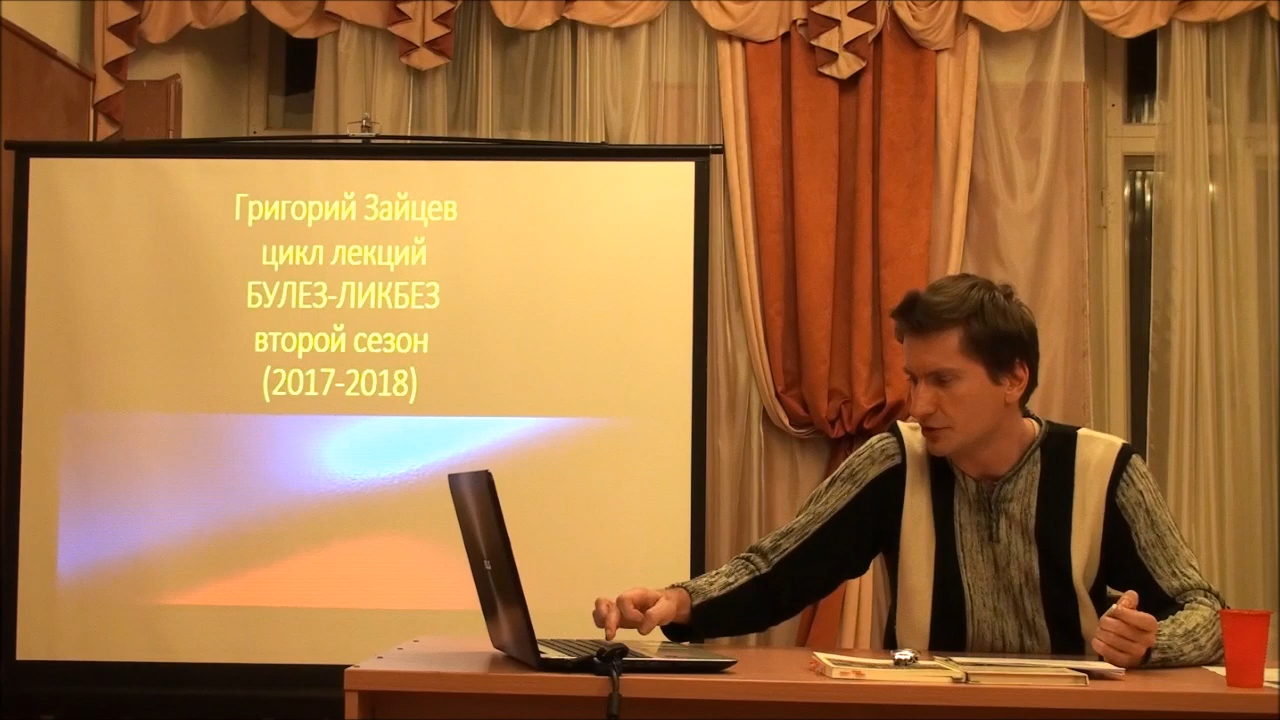 Григорий Зайцев
цикл лекций
БУЛЕЗ-ЛИКБЕЗ
второй сезон
(2017-2018)